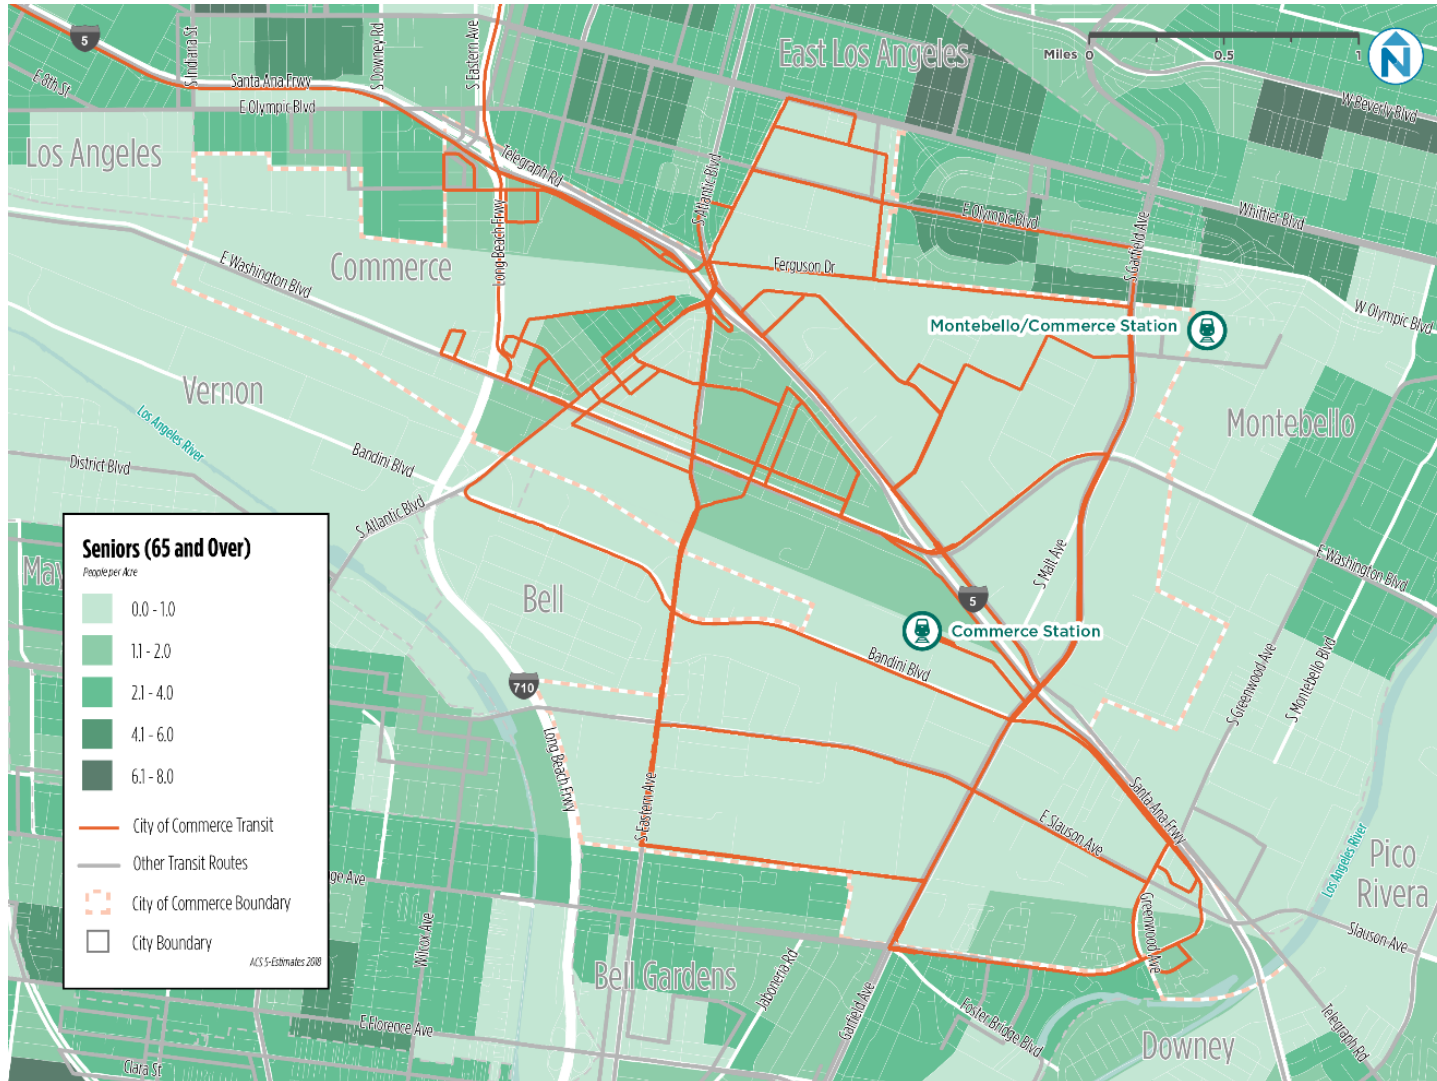 East Los Angeles
Miles 0 0.5 1
N
5
S Indiana St
S Downey Rd
S Eastern Ave
E 8th St
Santa Ana Frwy
E Olympic Blvd
W Beverly Blvd
Los Angeles
Telegraph Rd
S Atlantic Blvd
E Olympic Blvd
Whittier Blvd
S Garfield Ave
Long Beach Frwy
E Washington Blvd
Commerce
Ferguson Dr
W Olympic Blvd
Montebello/Commerce Station
Vernon
Los Angeles River
Montebello
Bandini Blvd
District Blvd
S Atlantic Blvd
Seniors (65 and Over)
People per Acre
0.0 - 1.0
1.1 - 2.0
2.1 - 4.0
4.1 - 6.0
6.1 - 8.0
City of Commerce Transit
Other Transit Routes
City of Commerce Boundary
City Boundary
ACS 5-Estimates 2018
May
Bell
S Mait Ave
E Washington Blvd
5
Commerce Station
Bandini Blvd
S Greenwood Ave
S Montebello Blvd
710
Long Beach Frwy
S Eastern Ave
Santa Ana Frwy
E Slauson Ave
Los Angeles River
Pico
Rivera
ge Ave
Wilcox Ave
Greenwood Ave
Slauson Ave
Bell Gardens
Jaboneria Rd
Garfield Ave
Foster Bridge Blvd
Telegraph Rd
E Florence Ave
Clara St
Downey